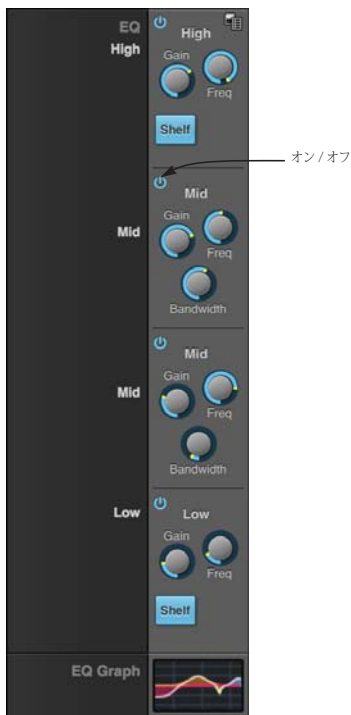 EQ
High
High
Gain
Freq
Shelf
オン / オフ
Mid
Mid
Gain
Freq
Bandwidth
Mid
Mid
Gain
Freq
Bandwidth
Low
Low
Gain
Freq
Shelf
EQ Graph